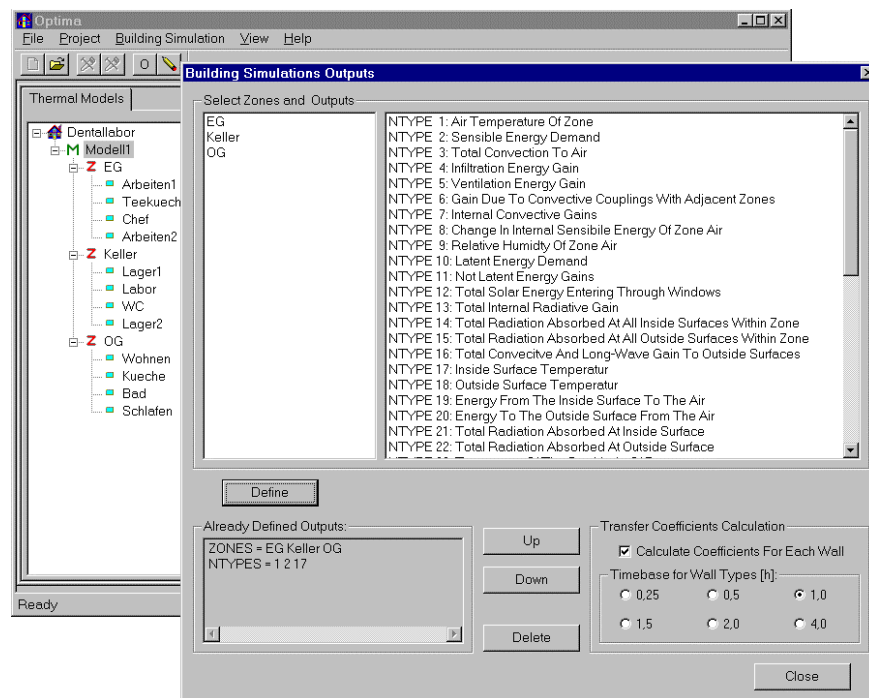 Optima
File Project Building Simulation View Help
O
Thermal Models
Dentallabor
M Modell1
Z EG
Arbeiten1
Teekuech
Chef
Arbeiten2
Z Keller
Lager1
Labor
WC
Lager2
Z OG
Wohnen
Kueche
Bad
Schlafen
Ready
Building Simulations Outputs
Select Zones and Outputs
EG
Keller
OG
NTYPE 1: Air Temperature Of Zone
NTYPE 2: Sensible Energy Demand
NTYPE 3: Total Convection To Air
NTYPE 4: Infiltration Energy Gain
NTYPE 5: Ventilation Energy Gain
NTYPE 6: Gain Due To Convective Couplings With Adjacent Zones
NTYPE 7: Internal Convective Gains
NTYPE 8: Change In Internal Sensibile Energy Of Zone Air
NTYPE 9: Relative Humidty Of Zone Air
NTYPE 10: Latent Energy Demand
NTYPE 11: Not Latent Energy Gains
NTYPE 12: Total Solar Energy Entering Through Windows
NTYPE 13: Total Internal Radiative Gain
NTYPE 14: Total Radiation Absorbed At All Inside Surfaces Within Zone
NTYPE 15: Total Radiation Absorbed At All Outside Surfaces Within Zone
NTYPE 16: Total Convecitve And Long-Wave Gain To Outside Surfaces
NTYPE 17: Inside Surface Temperatur
NTYPE 18: Outside Surface Temperatur
NTYPE 19: Energy From The Inside Surface To The Air
NTYPE 20: Energy To The Outside Surface From The Air
NTYPE 21: Total Radiation Absorbed At Inside Surface
NTYPE 22: Total Radiation Absorbed At Outside Surface
Define
Already Defined Outputs:
ZONES = EG Keller OG
NTYPES = 1 2 17
Up
Down
Delete
Transfer Coefficients Calculation
Calculate Coefficients For Each Wall
Timebase for Wall Types [h]:
0,25 0,5 1,0
1,5 2,0 4,0
Close